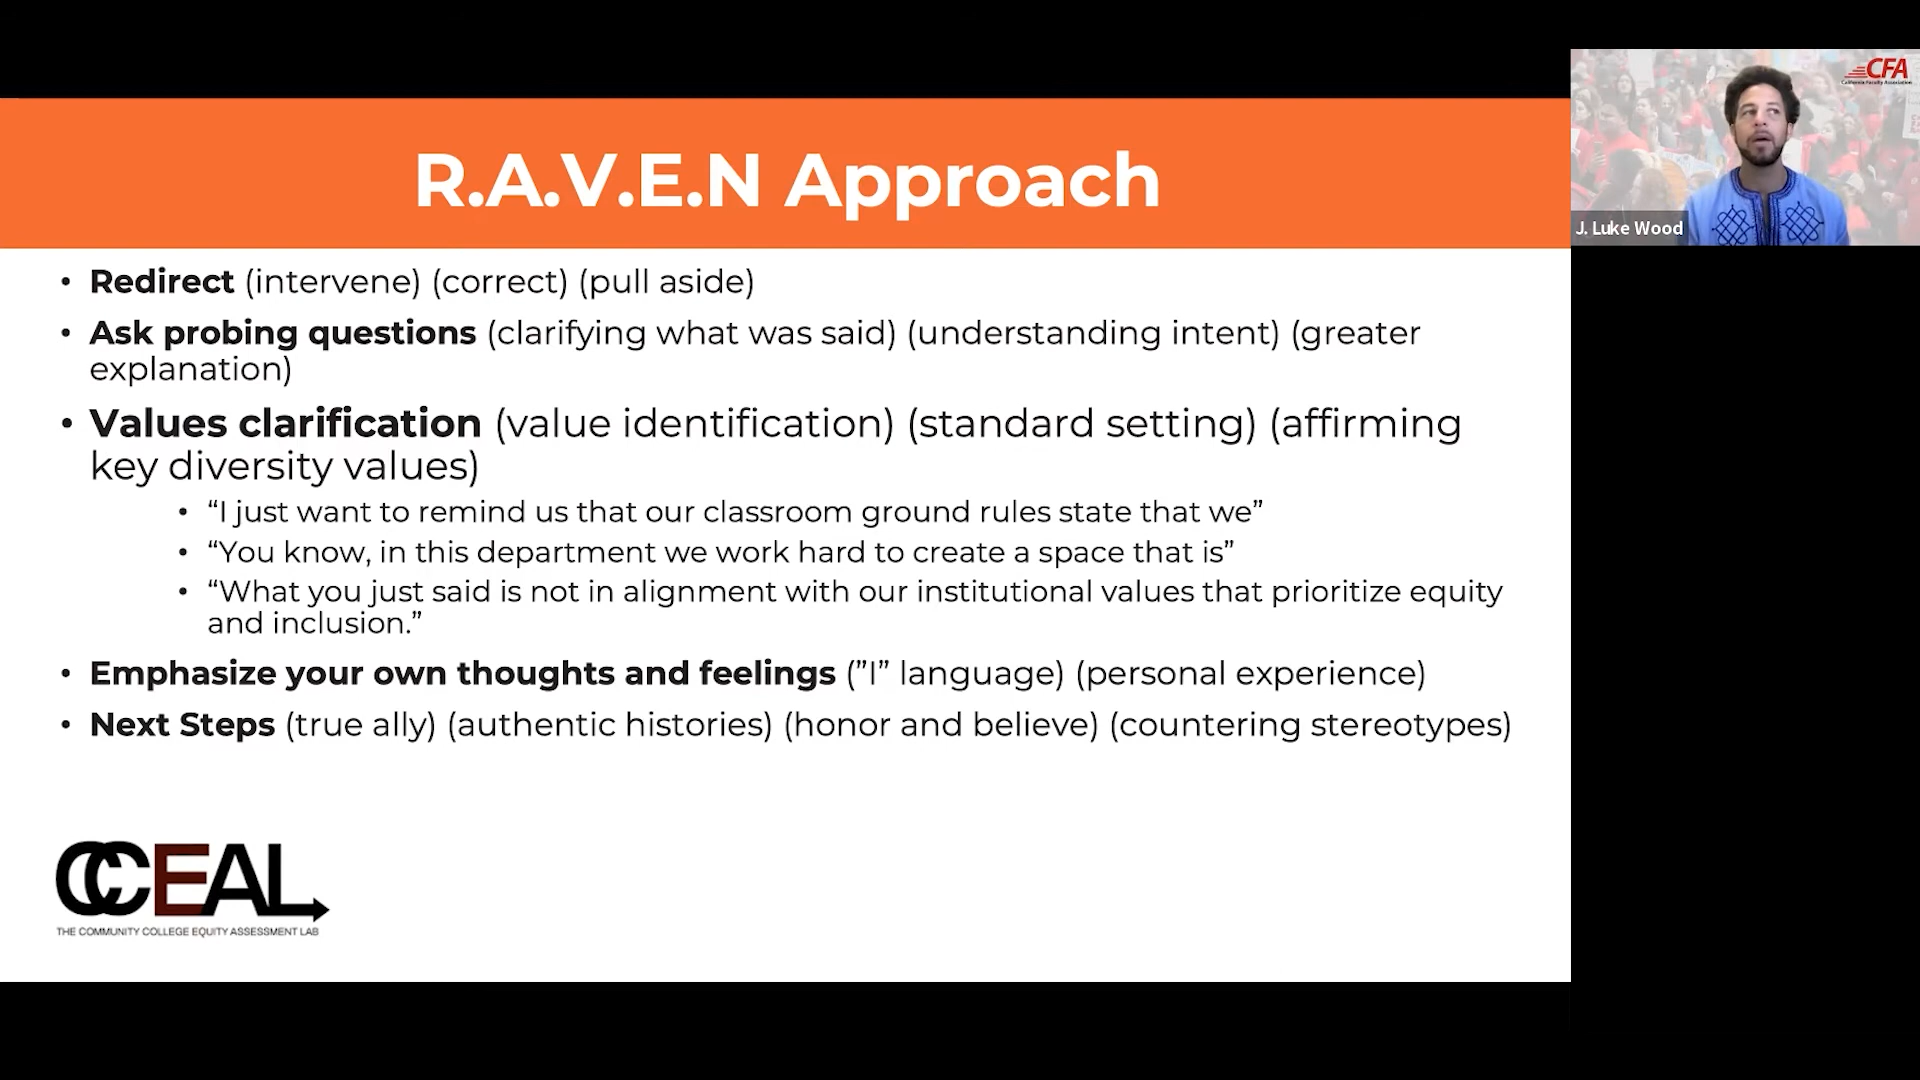 R.A.V.E.N Approach
• Redirect (intervene) (correct) (pull aside)
• Ask probing questions (clarifying what was said) (understanding intent) (greater
explanation)
• Values clarification (value identification) (standard setting) (affirming
key diversity values)
• “I just want to remind us that our classroom ground rules state that we”
• “You know, in this department we work hard to create a space that is”
• “What you just said is not in alignment with our institutional values that prioritize equity
and inclusion.”
• Emphasize your own thoughts and feelings (”I” language) (personal experience)
• Next Steps (true ally) (authentic histories) (honor and believe) (countering stereotypes)
CCEAL
THE COMMUNITY COLLEGE EQUITY ASSESSMENT LAB
CFA
California Faculty Association
J. Luke Wood